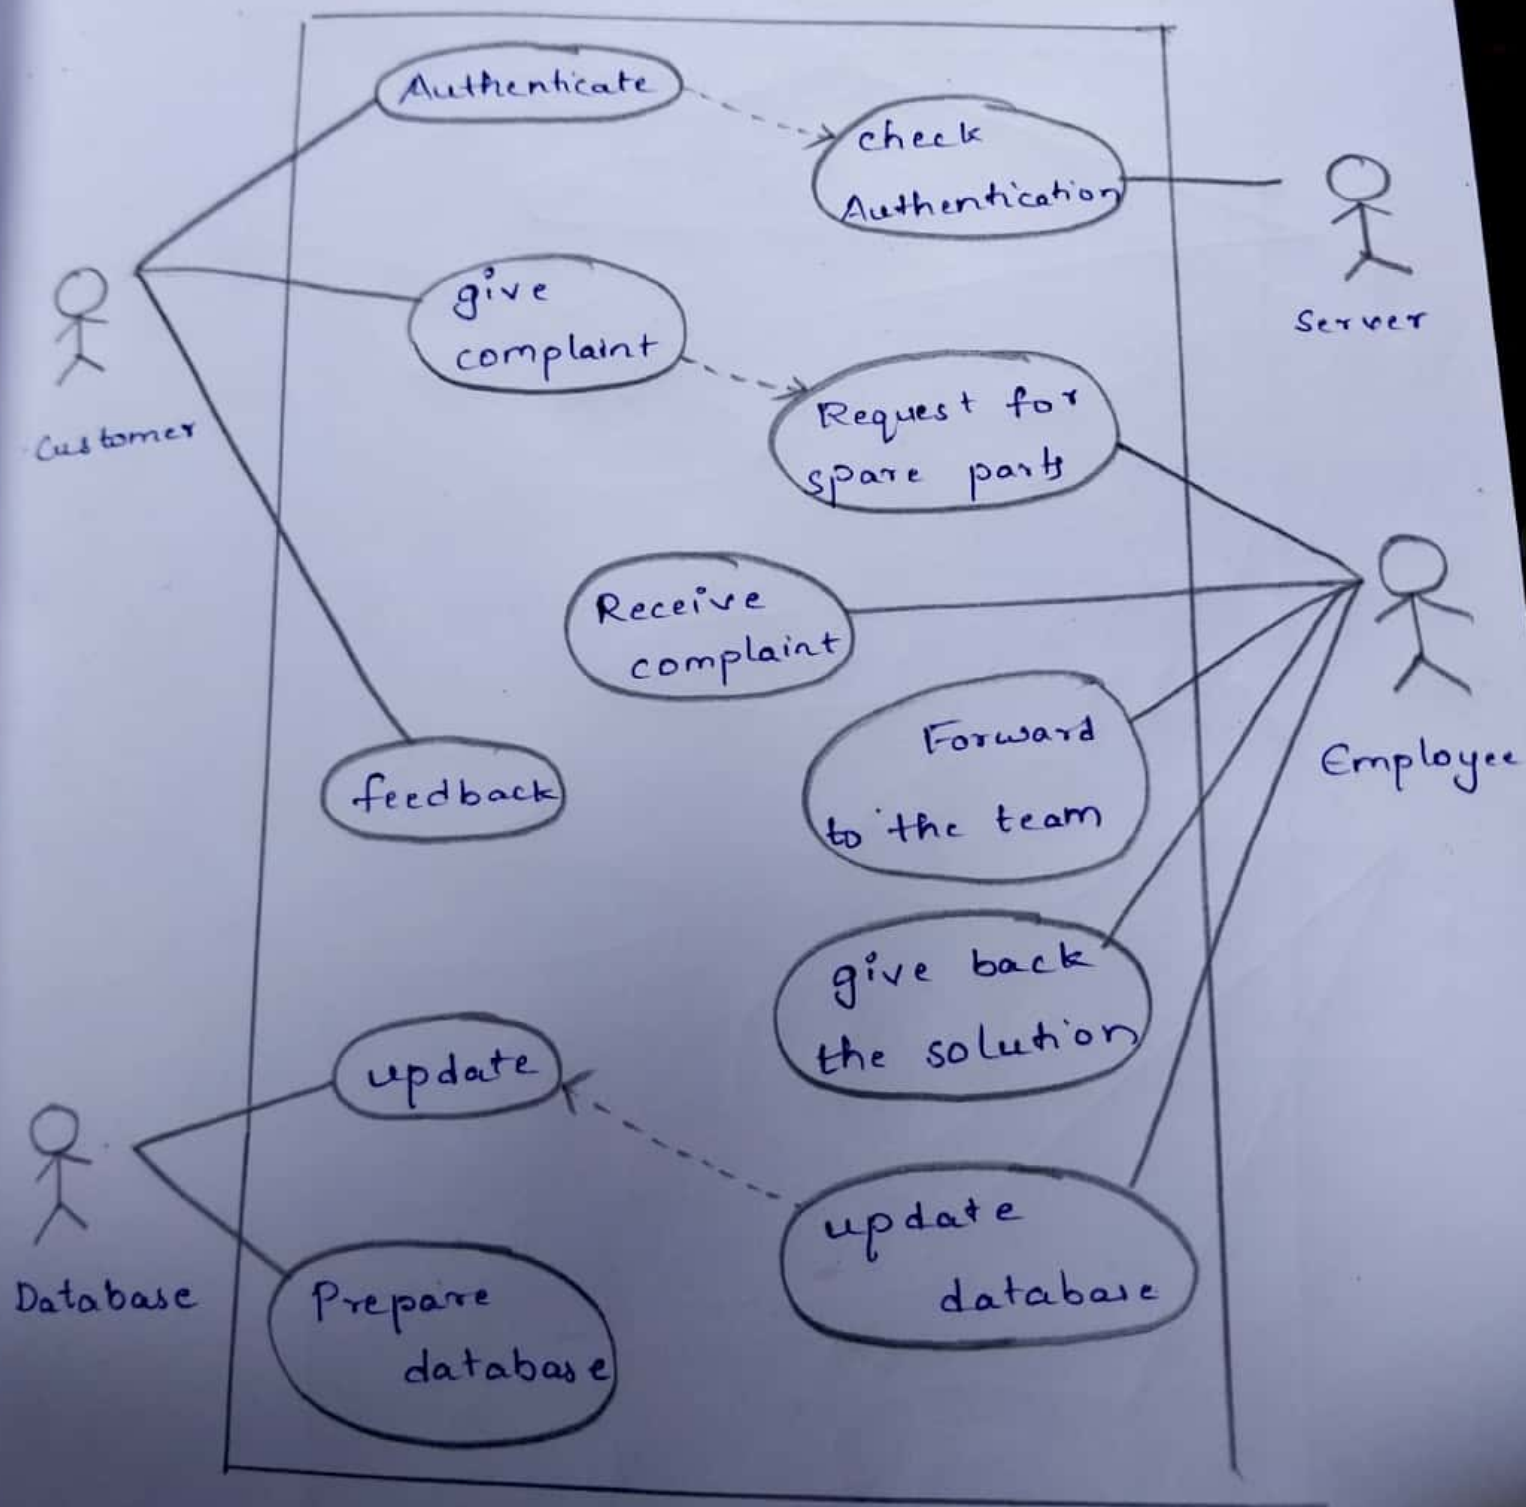 Authenticate
check
Authentication
Server
give
complaint
Customer
Request for
spare parts
Receive
complaint
Forward
to the team
Employee
feedback
give back
the solution
update
Database
update
database
Prepare
database